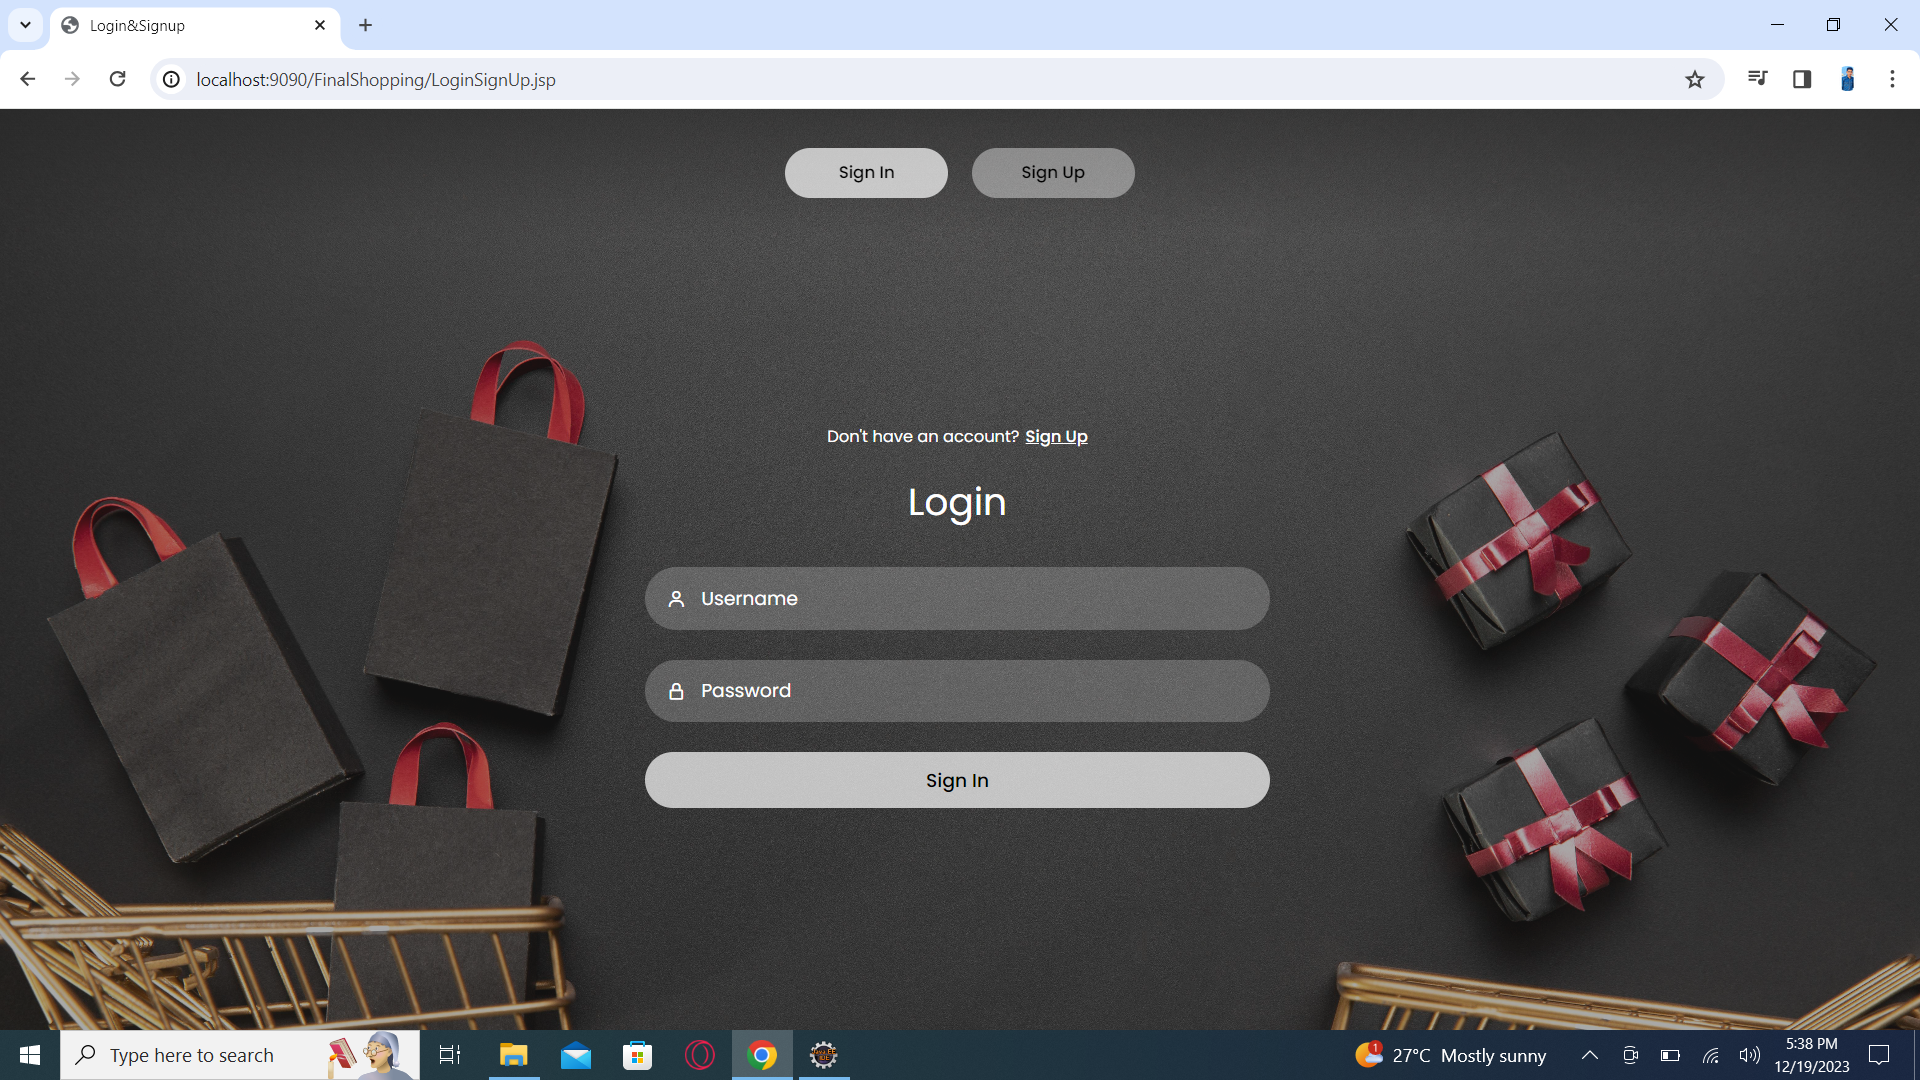 Login&Signup
localhost:9090/FinalShopping/LoginSignUp.jsp
Sign In
Sign Up
Don't have an account? Sign Up
Login
Username
Password
Sign In
Type here to search
1
27°C Mostly sunny
5:38 PM
12/19/2023